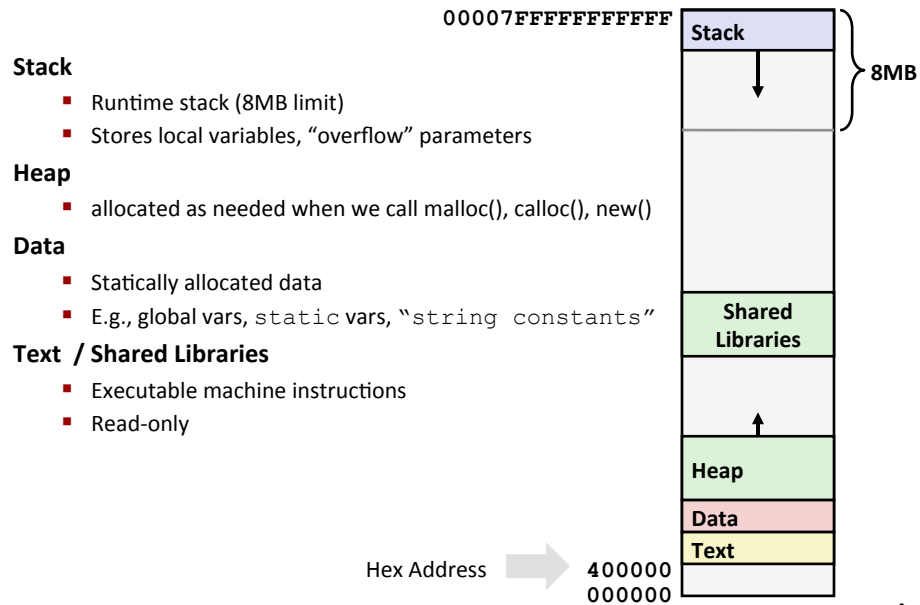 00007FFFFFFFFFFF
Stack
8MB
Stack
Runtime stack (8MB limit)
Stores local variables, “overflow” parameters
Heap
allocated as needed when we call malloc(), calloc(), new()
Data
Statically allocated data
E.g., global vars, static vars, “string constants”
Text / Shared Libraries
Executable machine instructions
Read-only
Shared
Libraries
Heap
Data
Text
Hex Address
400000
000000